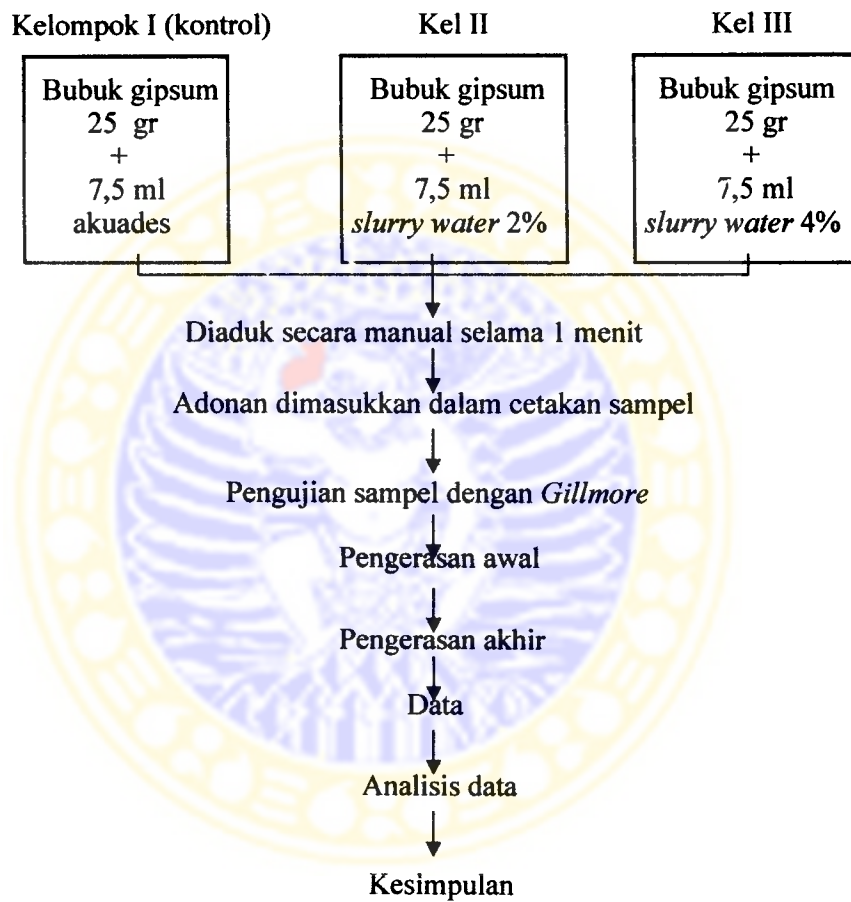 Kelompok I (kontrol)
Bubuk gipsum
25 gr
+
7,5 ml
akuades
Kel II
Bubuk gipsum
25 gr
+
7,5 ml
slurry water 2%
Kel III
Bubuk gipsum
25 gr
+
7,5 ml
slurry water 4%
Diaduk secara manual selama 1 menit
Adonan dimasukkan dalam cetakan sampel
Pengujian sampel dengan Gillmore
Pengerasan awal
Pengerasan akhir
Data
Analisis data
Kesimpulan